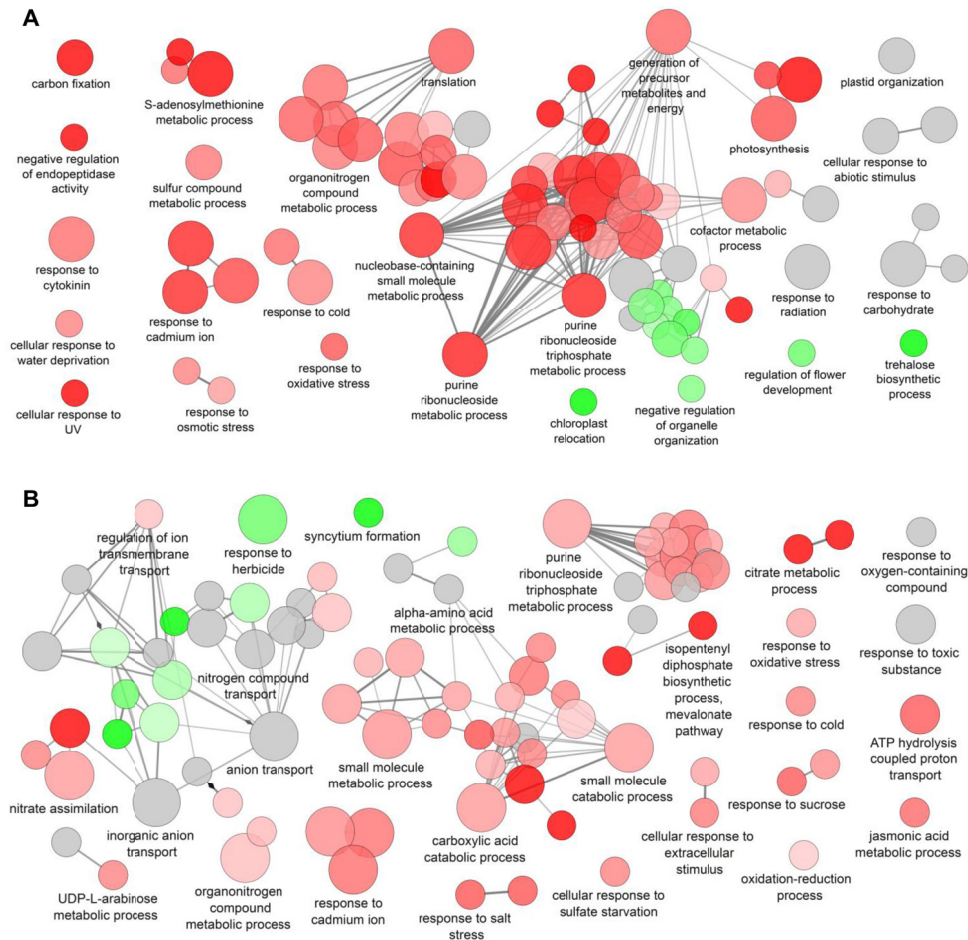 A
carbon fixation
S-adenosylmethionine
metabolic process
translation
generation of
precursor
metabolites and
energy
plastid organization
negative regulation
of endopeptidase
activity
sulfur compound
metabolic process
organonitrogen
compound
metabolic process
photosynthesis
cellular response to
abiotic stimulus
response to
cytokinin
response to
cadmium ion
response to cold
nucleobase-containing
small molecule
metabolic process
cofactor metabolic
process
response to
radiation
response to
carbohydrate
cellular response to
water deprivation
response to
osmotic stress
response to
oxidative stress
purine
ribonucleoside
metabolic process
purine
ribonucleoside
triphosphate
metabolic process
regulation of flower
development
trehalose
biosynthetic
process
cellular response to
UV
chloroplast
relocation
negative regulation
of organelle
organization
B
regulation of ion
transmembrane
transport
response to
herbicide
syncytium formation
purine
ribonucleoside
triphosphate
metabolic process
citrate metabolic
process
response to
oxygen-containing
compound
alpha-amino acid
metabolic process
nitrogen compound
transport
isopentenyl
diphosphate
biosynthetic
process,
mevalonate
pathway
response to
oxidative stress
response to toxic
substance
anion transport
small molecule
metabolic process
small molecule
catabolic process
response to cold
ATP hydrolysis
coupled proton
transport
nitrate assimilation
inorganic anion
transport
carboxylic acid
catabolic process
response to sucrose
cellular response to
extracellular
stimulus
jasmonic acid
metabolic process
UDP-L-arabinose
metabolic process
organonitrogen
compound
metabolic process
response to
cadmium ion
response to salt
stress
cellular response to
sulfate starvation
oxidation-reduction
process